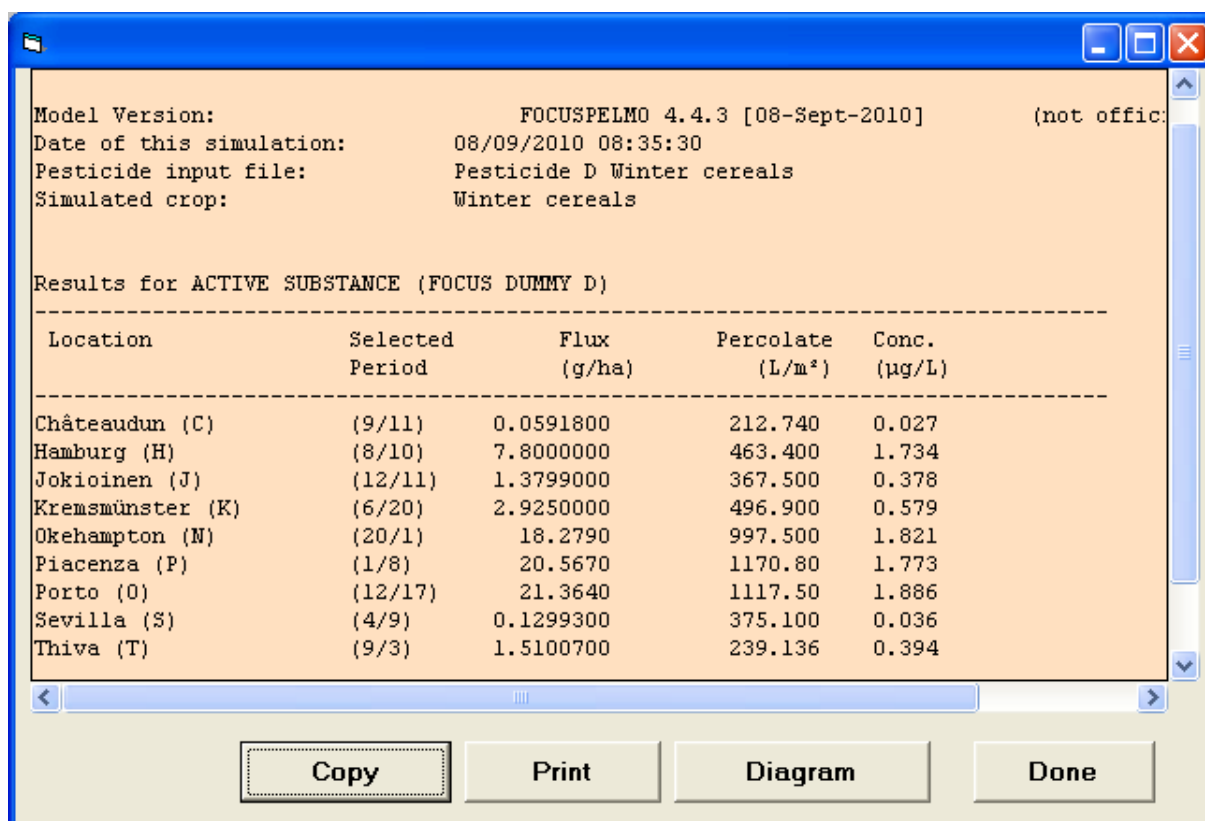 Model Version: FOCUSPELMO 4.4.3 [08-Sept-2010] (not offic
Date of this simulation: 08/09/2010 08:35:30
Pesticide input file: Pesticide D Winter cereals
Simulated crop: Winter cereals
Results for ACTIVE SUBSTANCE (FOCUS DUMMY D)
--------------------------------------------------------------------------------
Location Selected Flux Percolate Conc.
Period (g/ha) (L/m²) (µg/L)
--------------------------------------------------------------------------------
Châteaudun (C) (9/11) 0.0591800 212.740 0.027
Hamburg (H) (8/10) 7.8000000 463.400 1.734
Jokioinen (J) (12/11) 1.3799000 367.500 0.378
Kremsmünster (K) (6/20) 2.9250000 496.900 0.579
Okehampton (N) (20/1) 18.2790 997.500 1.821
Piacenza (P) (1/8) 20.5670 1170.80 1.773
Porto (O) (12/17) 21.3640 1117.50 1.886
Sevilla (S) (4/9) 0.1299300 375.100 0.036
Thiva (T) (9/3) 1.5100700 239.136 0.394
Copy Print Diagram Done